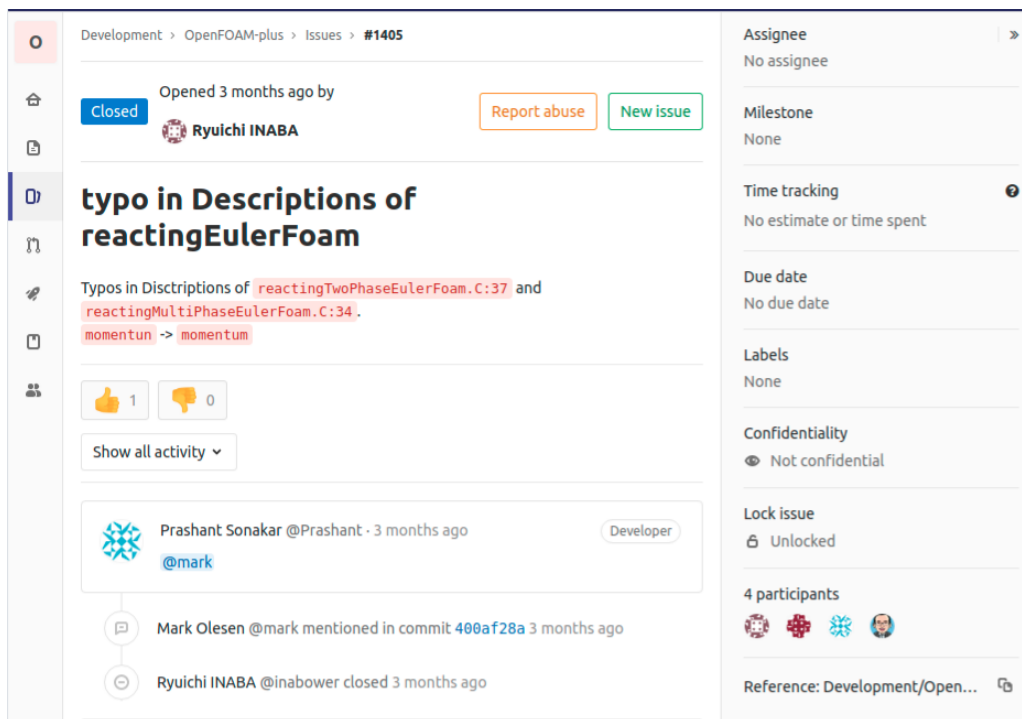 O
Development > OpenFOAM-plus > Issues > #1405
Closed
Opened 3 months ago by
Ryuichi INABA
Report abuse
New issue
typo in Descriptions of
reactingEulerFoam
Typos in Disctriptions of reactingTwoPhaseEulerFoam.C:37 and
reactingMultiPhaseEulerFoam.C:34 .
momentun -> momentum
1
0
Show all activity
Prashant Sonakar @Prashant · 3 months ago
Developer
@mark
Mark Olesen @mark mentioned in commit 400af28a 3 months ago
Ryuichi INABA @inabower closed 3 months ago
Assignee
»
No assignee
Milestone
None
Time tracking
?
No estimate or time spent
Due date
No due date
Labels
None
Confidentiality
Not confidential
Lock issue
Unlocked
4 participants
Reference: Development/Open...